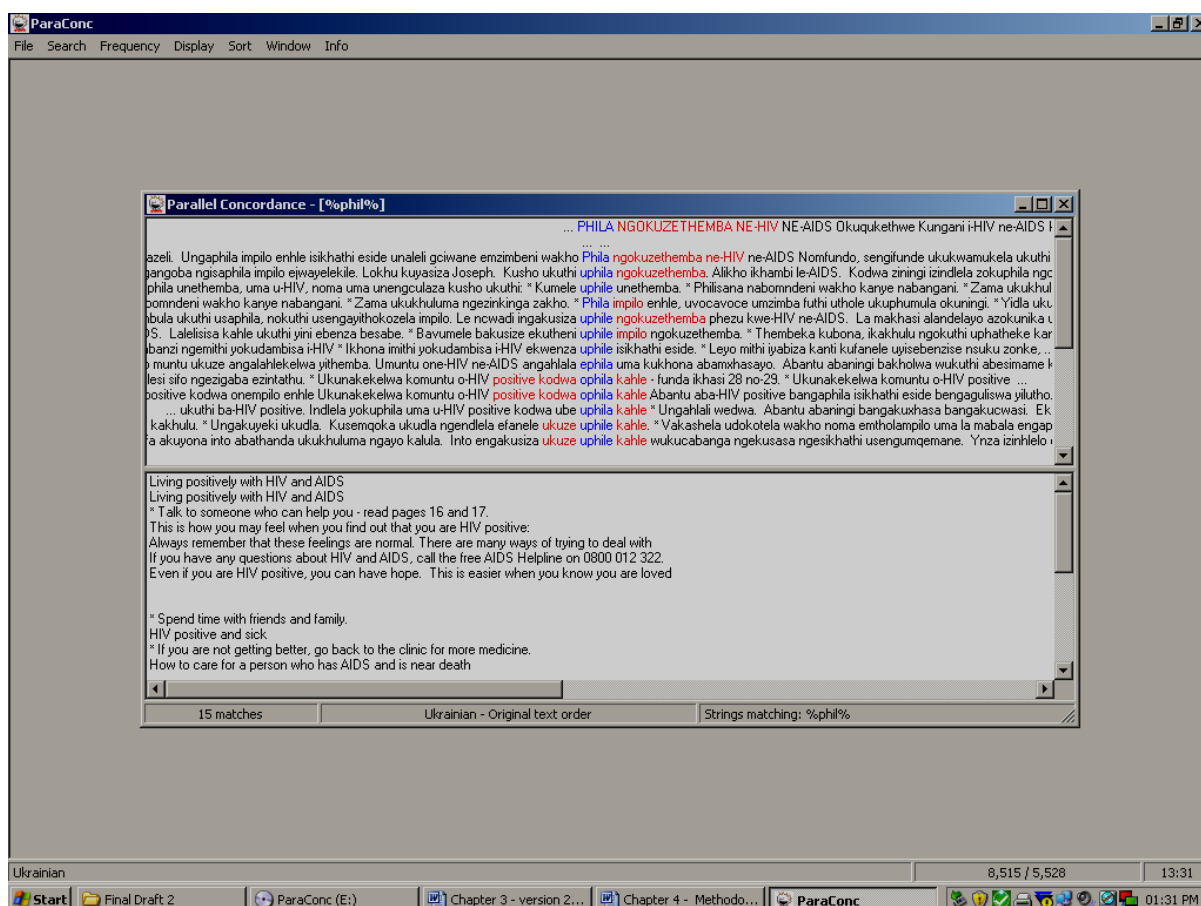 ParaConc
File Search Frequency Display Sort Window Info
Parallel Concordance - [%phil%]
... PHILA NGOKUZETHEMBA NE-HIV NE-AIDS Okuqukethwe Kungani i-HIV ne-AIDS
... ...
azeli. Ungaphila impilo enhle isikhathi eside unaleli gciwane emzimbeni wakho Phila ngokuzethemba ne-HIV ne-AIDS Nomfundo, sengifunde ukukwamukela ukuthi
gangoba ngisaphila impilo ejwayelekile. Lokhu kuyasiza Joseph. Kusho ukuthi uphila ngokuzethemba. Alikho ikhambi le-AIDS. Kodwa ziningi izindlela zokuphila ngc
phila unethemba, uma u-HIV, noma uma unengculaza kusho ukuthi: * Kumele uphile unethemba. * Philisana nabomndeni wakho kanye nabangani. * Zama ukukhul
bomndeni wakho kanye nabangani. * Zama ukukhuluma ngezinkinga zakho. * Phila impilo enhle, uvocavoce umzimba futhi uthole ukuphumula okuningi. * Yidla uku
nbula ukuthi usaphila, nokuthi usengayithokozela impilo. Le ncwadi ingakusiza uphile ngokuzethemba phezu kwe-HIV ne-AIDS. La makhasi alandelayo azokunika u
DS. Lalelisisa kahle ukuthi yini ebenza besabe. * Bavumele bakusize ekutheni uphile impilo ngokuzethemba. * Thembeka kubona, ikakhulu ngokuthi uphatheke kar
abanzi ngemithi yokudambisa i-HIV * Ikhona imithi yokudambisa i-HIV ekwenza uphile isikhathi eside. * Leyo mithi iyabiza kanti kufanele uyisebenzise nsuku zonke, ..
o muntu ukuze angalahlekelwa yithemba. Umuntu one-HIV ne-AIDS angahlala ephila uma kukhona abamxhasayo. Abantu abaningi bakholwa wukuthi abesimame k
lesi sifo ngezigaba ezintathu. * Ukunakekelwa komuntu o-HIV positive kodwa ophila kahle - funda ikhasi 28 no-29. * Ukunakekelwa komuntu o-HIV positive ...
positive kodwa onempilo enhle Ukunakekelwa komuntu o-HIV positive kodwa ophila kahle Abantu aba-HIV positive bangaphila isikhathi eside bengaguliswa yilutho.
... ukuthi ba-HIV positive. Indlela yokuphila uma u-HIV positive kodwa ube uphila kahle * Ungahlali wedwa. Abantu abaningi bangakuxhasa bangakucwasi. Ek
kakhulu. * Ungakuyeki ukudla. Kusemqoka ukudla ngendlela efanele ukuze uphile kahle. * Vakashela udokotela wakho noma emtholampilo uma la mabala engap
fa akuyona into abathanda ukukhuluma ngayo kalula. Into engakusiza ukuze uphile kahle wukucabanga ngekusasa ngesikhathi usengumqemane. Ynza izinhlelo
Living positively with HIV and AIDS
Living positively with HIV and AIDS
* Talk to someone who can help you - read pages 16 and 17.
This is how you may feel when you find out that you are HIV positive:
Always remember that these feelings are normal. There are many ways of trying to deal with
If you have any questions about HIV and AIDS, call the free AIDS Helpline on 0800 012 322.
Even if you are HIV positive, you can have hope. This is easier when you know you are loved
* Spend time with friends and family.
HIV positive and sick
* If you are not getting better, go back to the clinic for more medicine.
How to care for a person who has AIDS and is near death
15 matches Ukrainian - Original text order Strings matching: %phil%
Ukrainian 8,515 / 5,528 13:31
Start Final Draft 2 ParaConc (E:) Chapter 3 - version 2... Chapter 4 - Methodo... ParaConc 01:31 PM